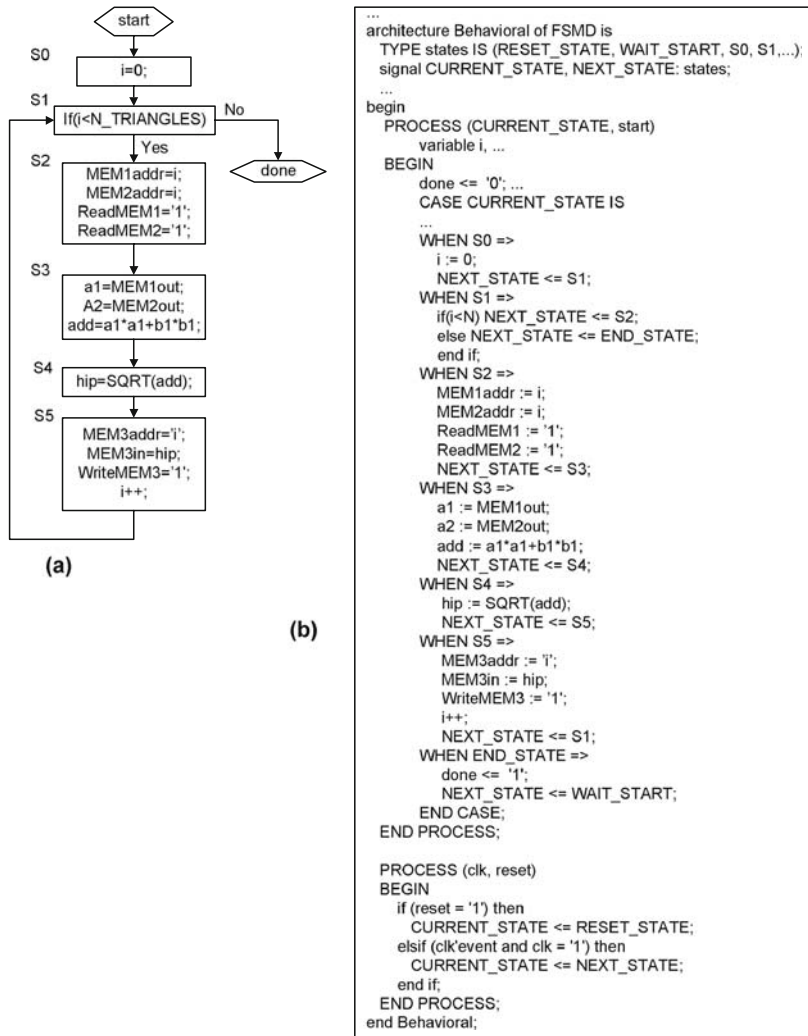 start
S0
i=0;
S1
If(i<N_TRIANGLES)
No
Yes
done
S2
MEM1addr=i;
MEM2addr=i;
ReadMEM1='1';
ReadMEM2='1';
S3
a1=MEM1out;
A2=MEM2out;
add=a1*a1+b1*b1;
S4
hip=SQRT(add);
S5
MEM3addr='i';
MEM3in=hip;
WriteMEM3='1';
i++;
(a)
(b)
...
architecture Behavioral of FSMD is
TYPE states IS (RESET_STATE, WAIT_START, S0, S1,...);
signal CURRENT_STATE, NEXT_STATE: states;
...
begin
PROCESS (CURRENT_STATE, start)
variable i, ...
BEGIN
done <= '0'; ...
CASE CURRENT_STATE IS
...
WHEN S0 =>
i := 0;
NEXT_STATE <= S1;
WHEN S1 =>
if(i<N) NEXT_STATE <= S2;
else NEXT_STATE <= END_STATE;
end if;
WHEN S2 =>
MEM1addr := i;
MEM2addr := i;
ReadMEM1 := '1';
ReadMEM2 := '1';
NEXT_STATE <= S3;
WHEN S3 =>
a1 := MEM1out;
a2 := MEM2out;
add := a1*a1+b1*b1;
NEXT_STATE <= S4;
WHEN S4 =>
hip := SQRT(add);
NEXT_STATE <= S5;
WHEN S5 =>
MEM3addr := 'i';
MEM3in := hip;
WriteMEM3 := '1';
i++;
NEXT_STATE <= S1;
WHEN END_STATE =>
done <= '1';
NEXT_STATE <= WAIT_START;
END CASE;
END PROCESS;
PROCESS (clk, reset)
BEGIN
if (reset = '1') then
CURRENT_STATE <= RESET_STATE;
elsif (clk'event and clk = '1') then
CURRENT_STATE <= NEXT_STATE;
end if;
END PROCESS;
end Behavioral;